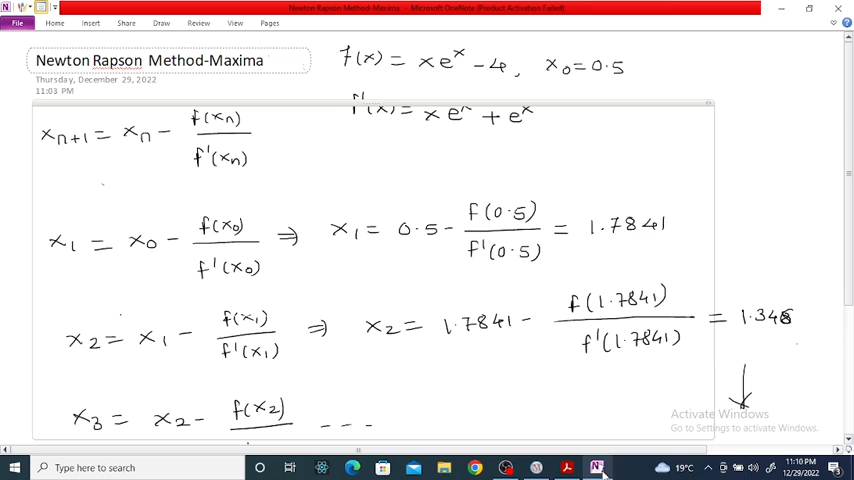 Newton Rapson Method-Maxima - Microsoft OneNote (Product Activation Failed)
File Home Insert Share Draw Review View Pages
Newton Rapson Method-Maxima
Thursday, December 29, 2022
11:03 PM
f(x) = xe^x - 4, x₀ = 0.5
f'(x) = xe^x + e^x
xₙ₊₁ = xₙ - f(xₙ)/f'(xₙ)
x₁ = x₀ - f(x₀)/f'(x₀) ⇒ x₁ = 0.5 - f(0.5)/f'(0.5) = 1.7841
x₂ = x₁ - f(x₁)/f'(x₁) ⇒ x₂ = 1.7841 - f(1.7841)/f'(1.7841) =
x₃ = x₂ - f(x₂) ---
Activate Windows
Go to Settings to activate Windows.
Type here to search
19°C
11:10 PM
12/29/2022
3